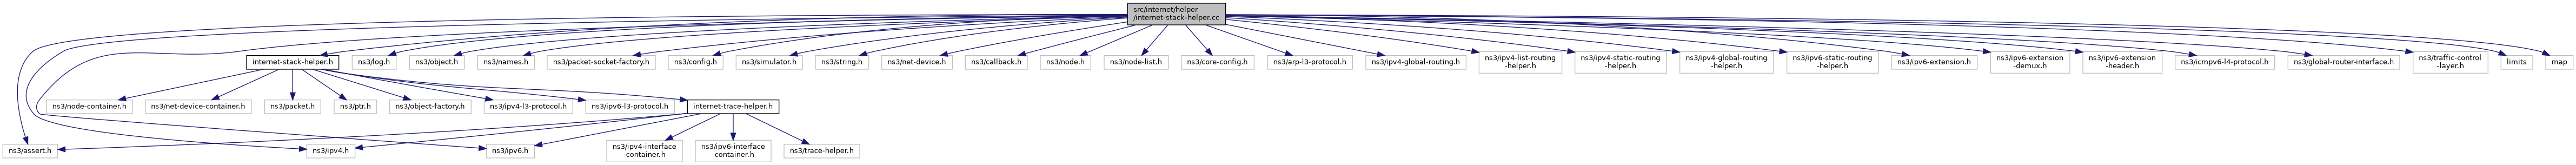 src/internet/helper
/internet-stack-helper.cc
internet-stack-helper.h
ns3/log.h
ns3/object.h
ns3/names.h
ns3/packet-socket-factory.h
ns3/config.h
ns3/simulator.h
ns3/string.h
ns3/net-device.h
ns3/callback.h
ns3/node.h
ns3/node-list.h
ns3/core-config.h
ns3/arp-l3-protocol.h
ns3/ipv4-global-routing.h
ns3/ipv4-list-routing
-helper.h
ns3/ipv4-static-routing
-helper.h
ns3/ipv4-global-routing
-helper.h
ns3/ipv6-static-routing
-helper.h
ns3/ipv6-extension.h
ns3/ipv6-extension
-demux.h
ns3/ipv6-extension
-header.h
ns3/icmpv6-l4-protocol.h
ns3/global-router-interface.h
ns3/traffic-control
-layer.h
limits
map
ns3/node-container.h
ns3/net-device-container.h
ns3/packet.h
ns3/ptr.h
ns3/object-factory.h
ns3/ipv4-l3-protocol.h
ns3/ipv6-l3-protocol.h
internet-trace-helper.h
ns3/assert.h
ns3/ipv4.h
ns3/ipv6.h
ns3/ipv4-interface
-container.h
ns3/ipv6-interface
-container.h
ns3/trace-helper.h